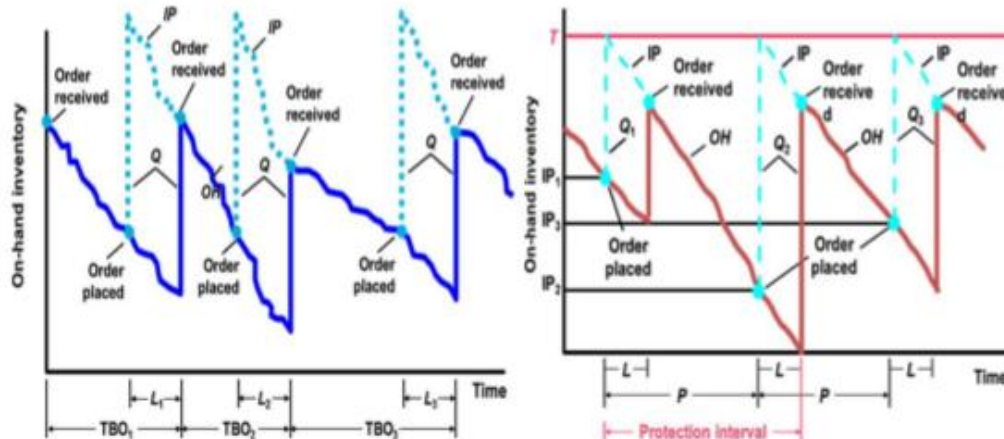 IP
IP
Order
received
Order
received
Order
received
Order
received
Q
OH
Q
Q
Order
placed
Order
placed
Order
placed
On-hand inventory
Time
L₁
L₂
L₃
TBO₁
TBO₂
TBO₃
T
IP
IP
IP
Order
received
Order
receive
d
Order
receive
d
Q₁
OH
Q₂
OH
Q₃
IP₁
IP₃
IP₂
Order
placed
Order
placed
On-hand inventory
Time
L
L
L
P
P
Protection interval